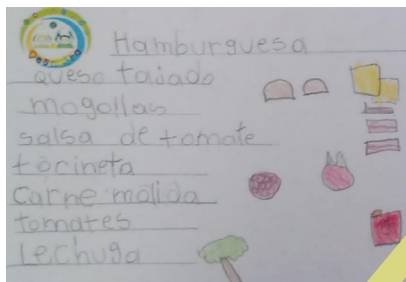 Hamburguesa
queso tajado
mogollas
salsa de tomate
tocineta
Carne molida
tomates
Lechuga